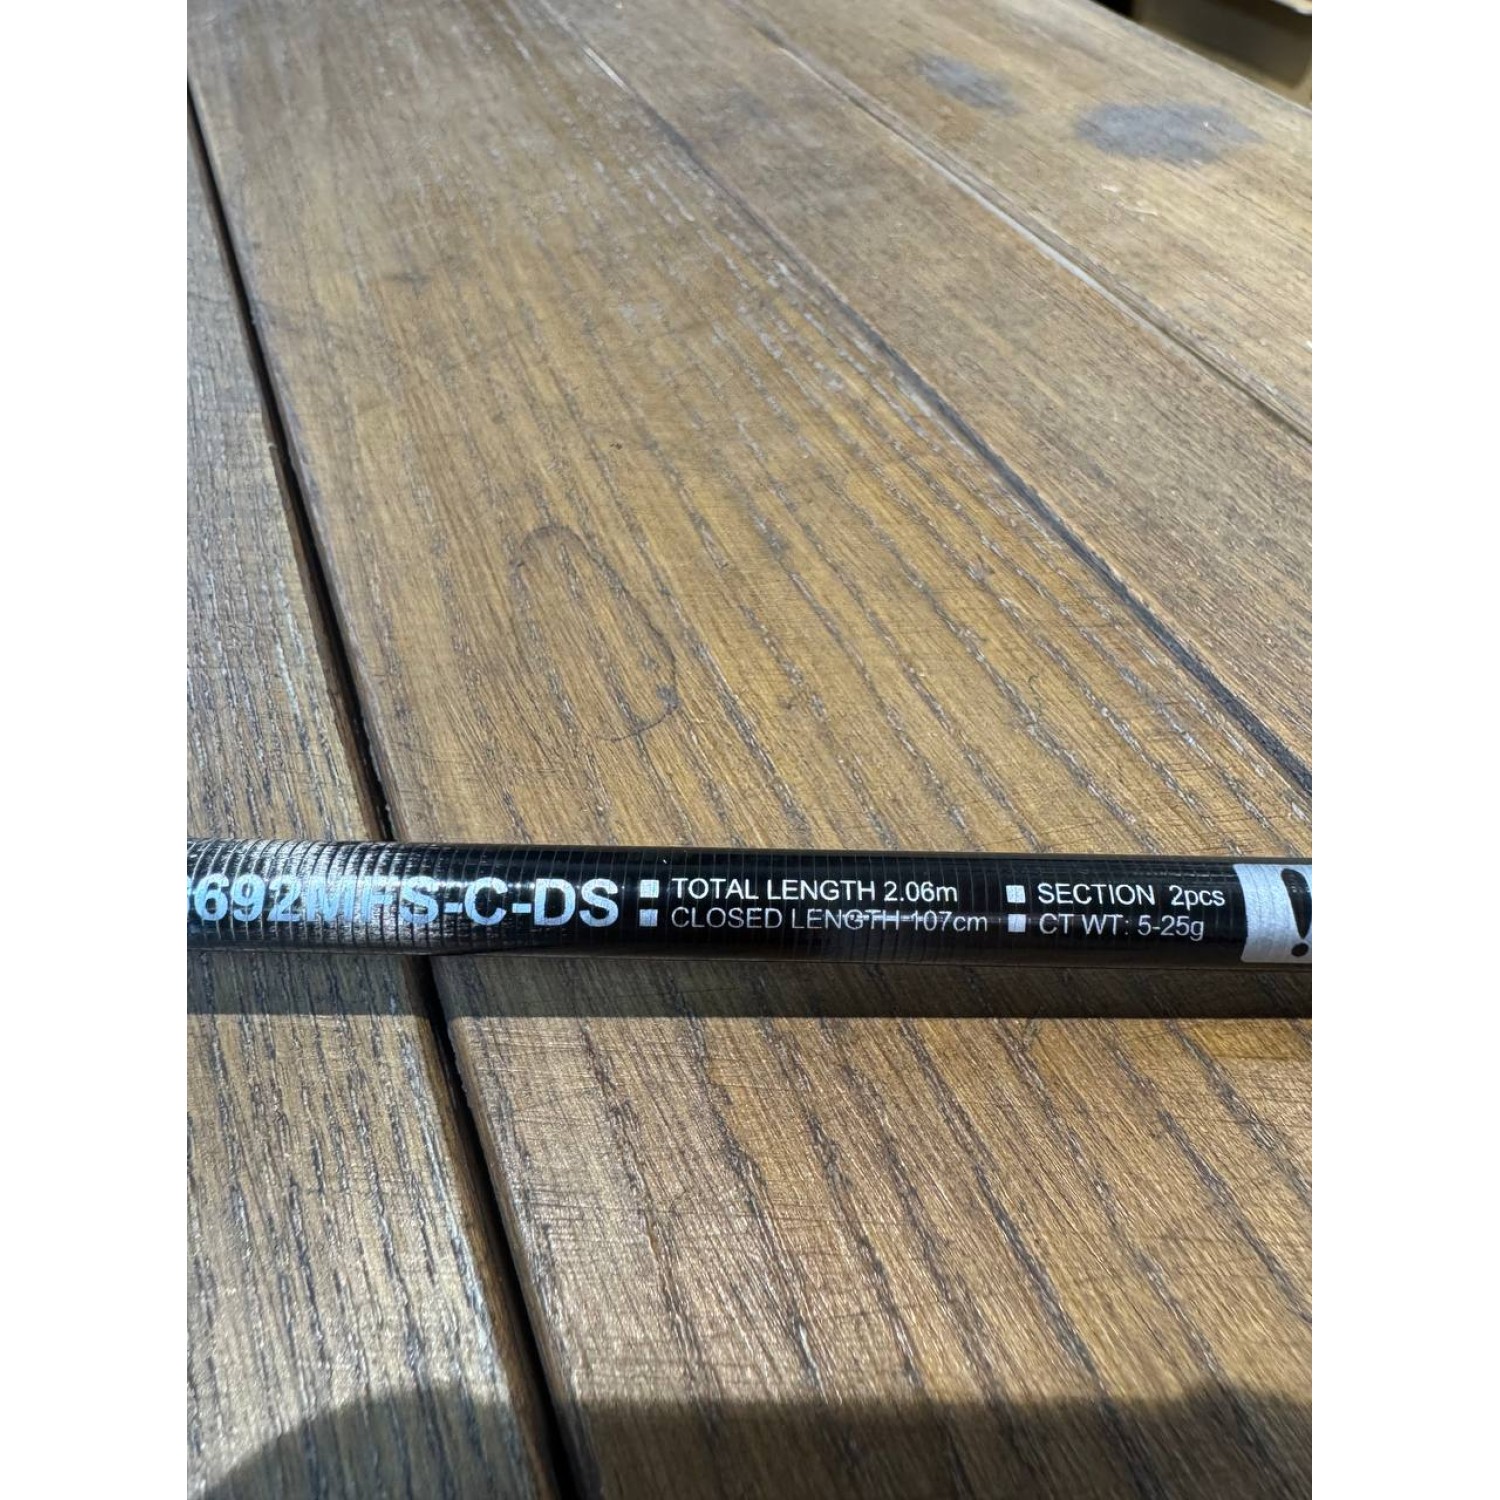 692MFS-C-DS
TOTAL LENGTH 2.06m
CLOSED LENGTH 107cm
SECTION 2pcs
CT WT: 5-25g